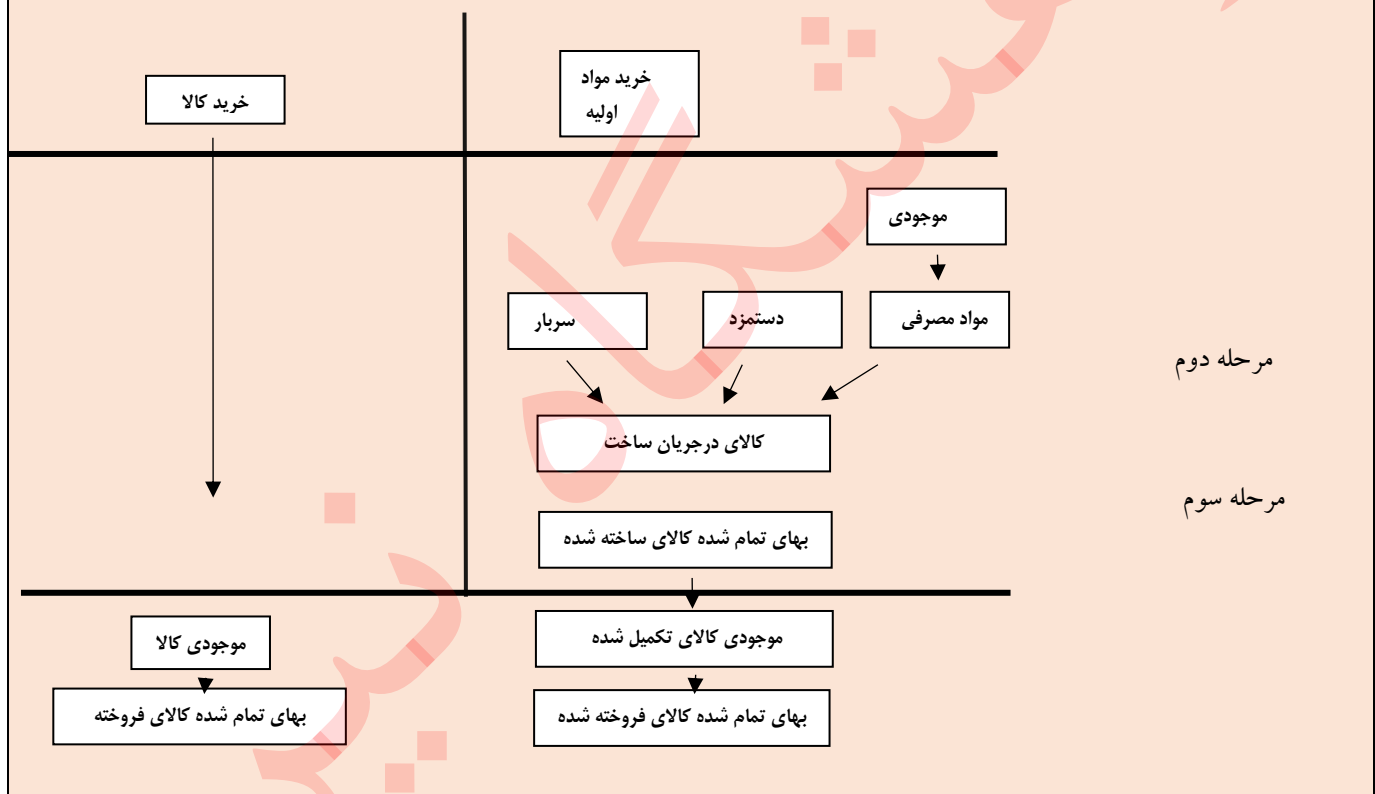 خرید مواد
اولیه
خرید کالا
موجودی
مواد مصرفی
دستمزد
سربار
مرحله دوم
کالای درجریان ساخت
مرحله سوم
بهای تمام شده کالای ساخته شده
موجودی کالای تکمیل شده
موجودی کالا
بهای تمام شده کالای فروخته شده
بهای تمام شده کالای فروخته